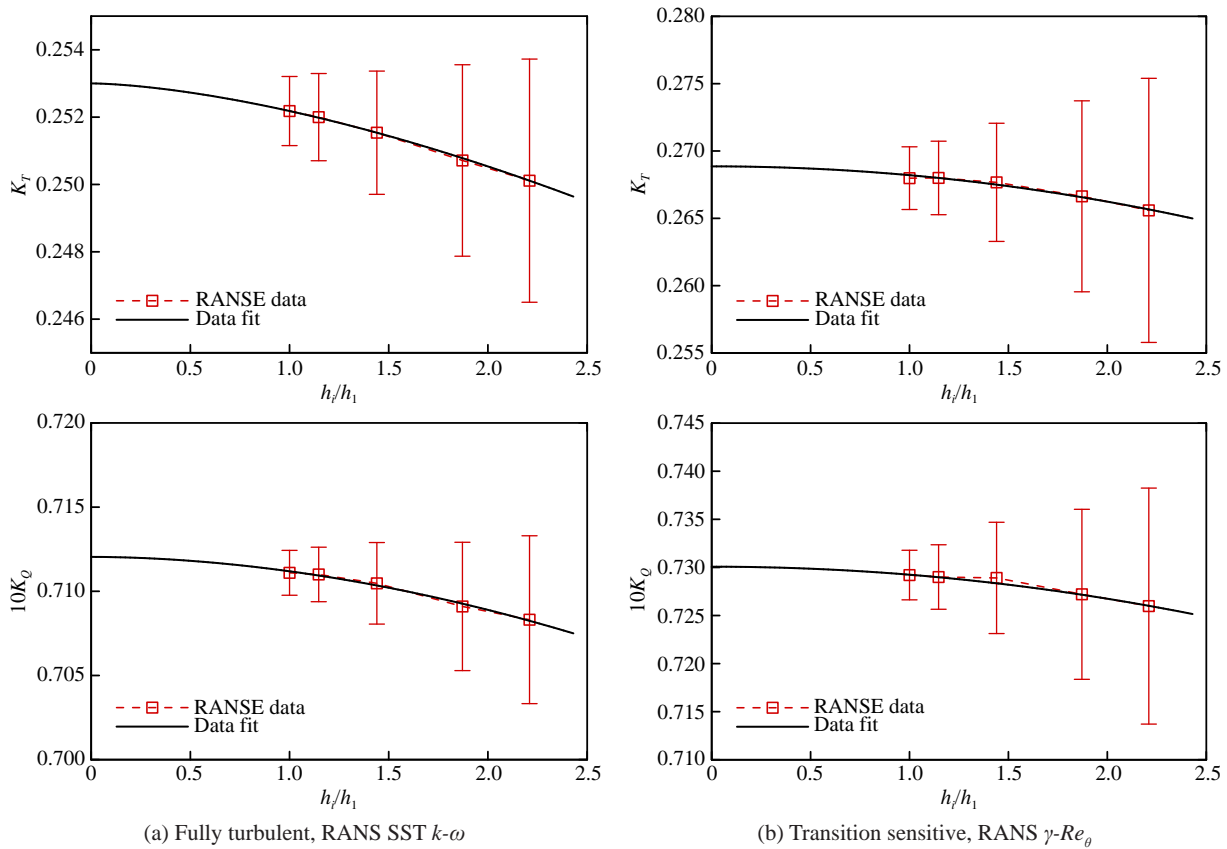 0.254
0.252
0.250
0.248
0.246
K_T
RANSE data
Data fit
0 0.5 1.0 1.5 2.0 2.5
h_i/h_1
0.280
0.275
0.270
0.265
0.260
0.255
K_T
RANSE data
Data fit
0 0.5 1.0 1.5 2.0 2.5
h_i/h_1
0.720
0.715
0.710
0.705
0.700
10K_Q
RANSE data
Data fit
0 0.5 1.0 1.5 2.0 2.5
h_i/h_1
(a) Fully turbulent, RANS SST k-ω
0.745
0.740
0.735
0.730
0.725
0.720
0.715
0.710
10K_Q
RANSE data
Data fit
0 0.5 1.0 1.5 2.0 2.5
h_i/h_1
(b) Transition sensitive, RANS γ-Re_θ